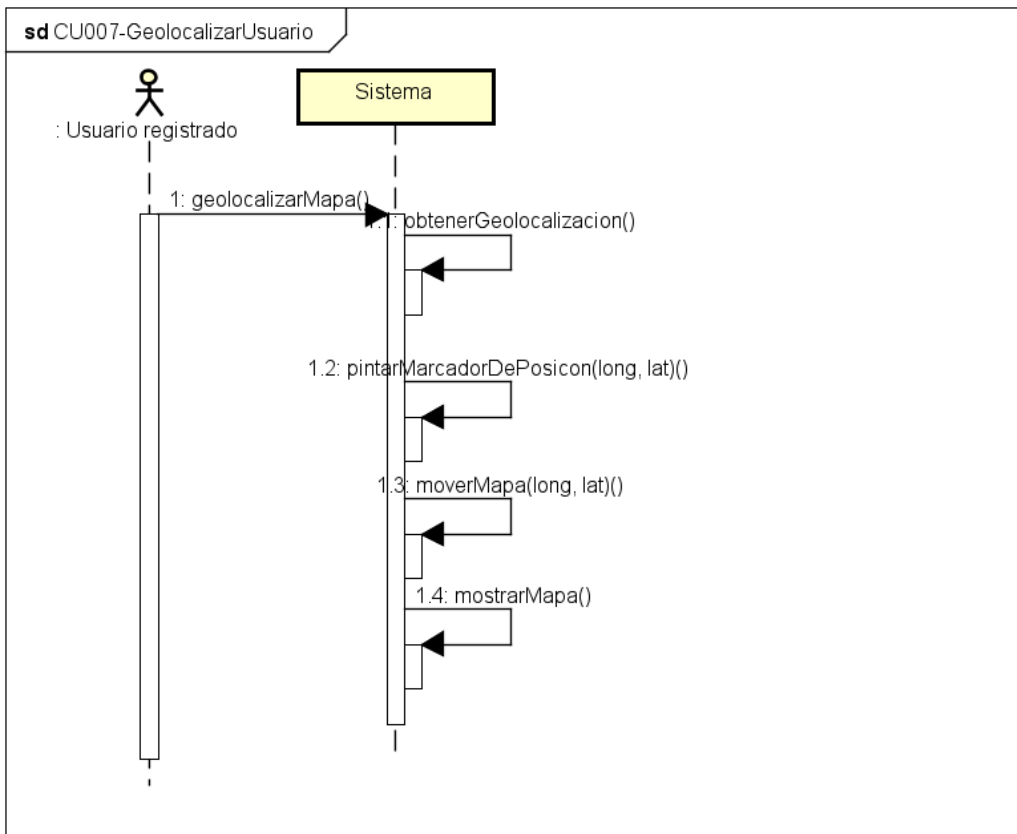 sd CU007-GeolocalizarUsuario
: Usuario registrado
Sistema
1: geolocalizarMapa()
1.1: obtenerGeolocalizacion()
1.2: pintarMarcadorDePosicon(long, lat)()
1.3: moverMapa(long, lat)()
1.4: mostrarMapa()